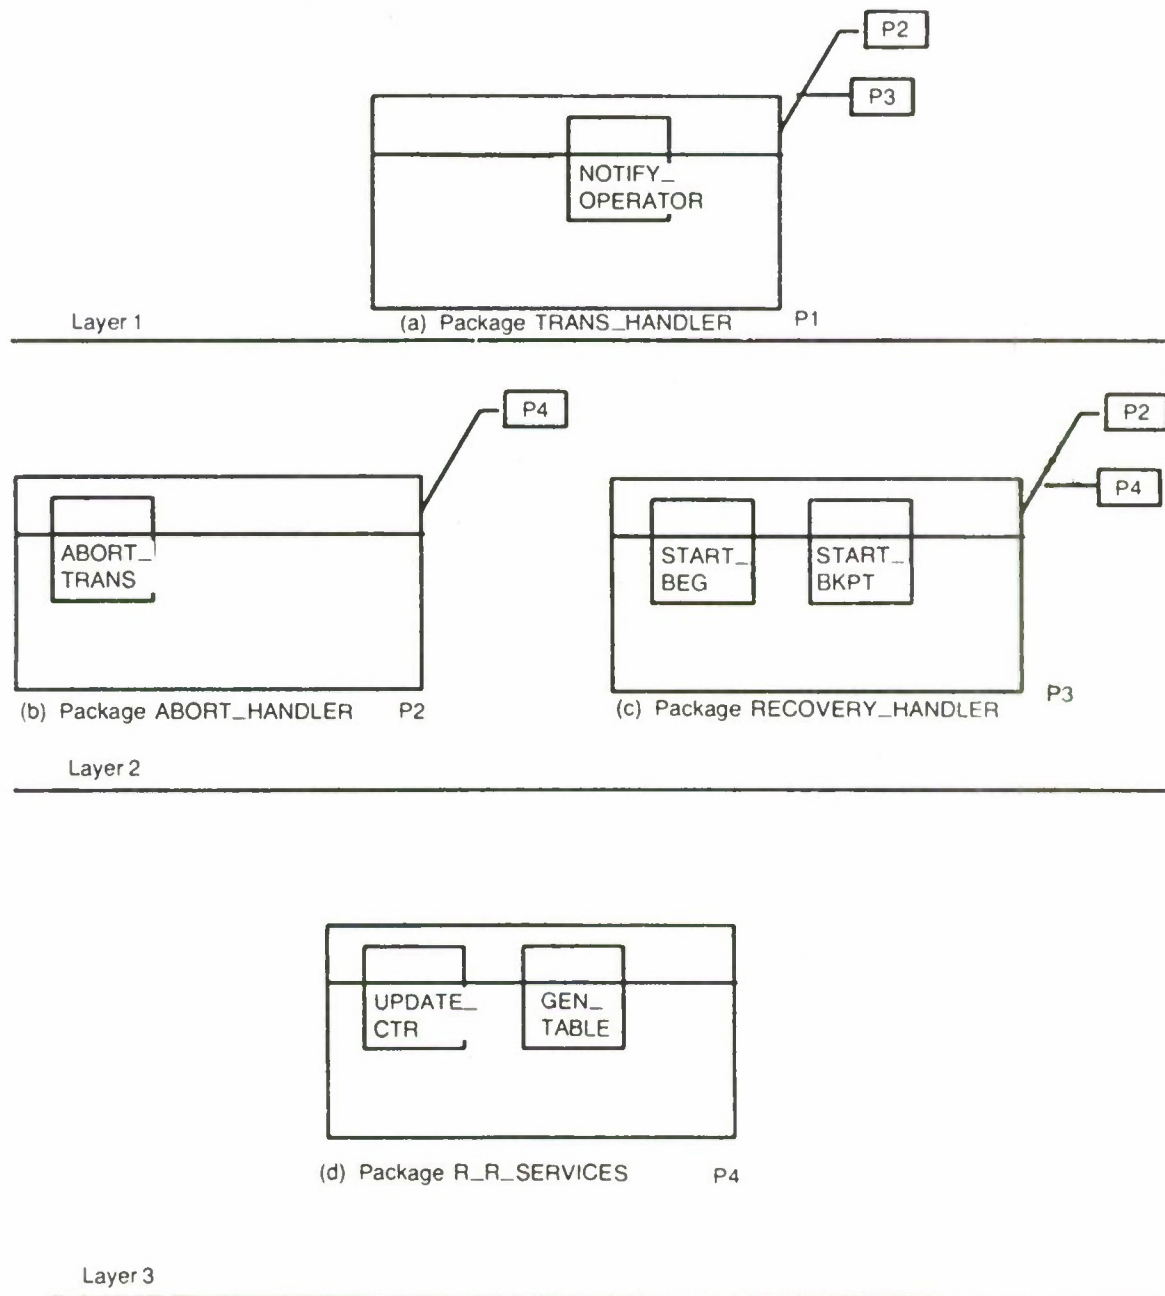 P2
P3
NOTIFY_
OPERATOR
Layer 1
(a) Package TRANS_HANDLER
P1
P4
P2
P4
ABORT_
TRANS
START_
BEG
START_
BKPT
(b) Package ABORT_HANDLER
P2
(c) Package RECOVERY_HANDLER
P3
Layer 2
UPDATE_
CTR
GEN_
TABLE
(d) Package R_R_SERVICES
P4
Layer 3